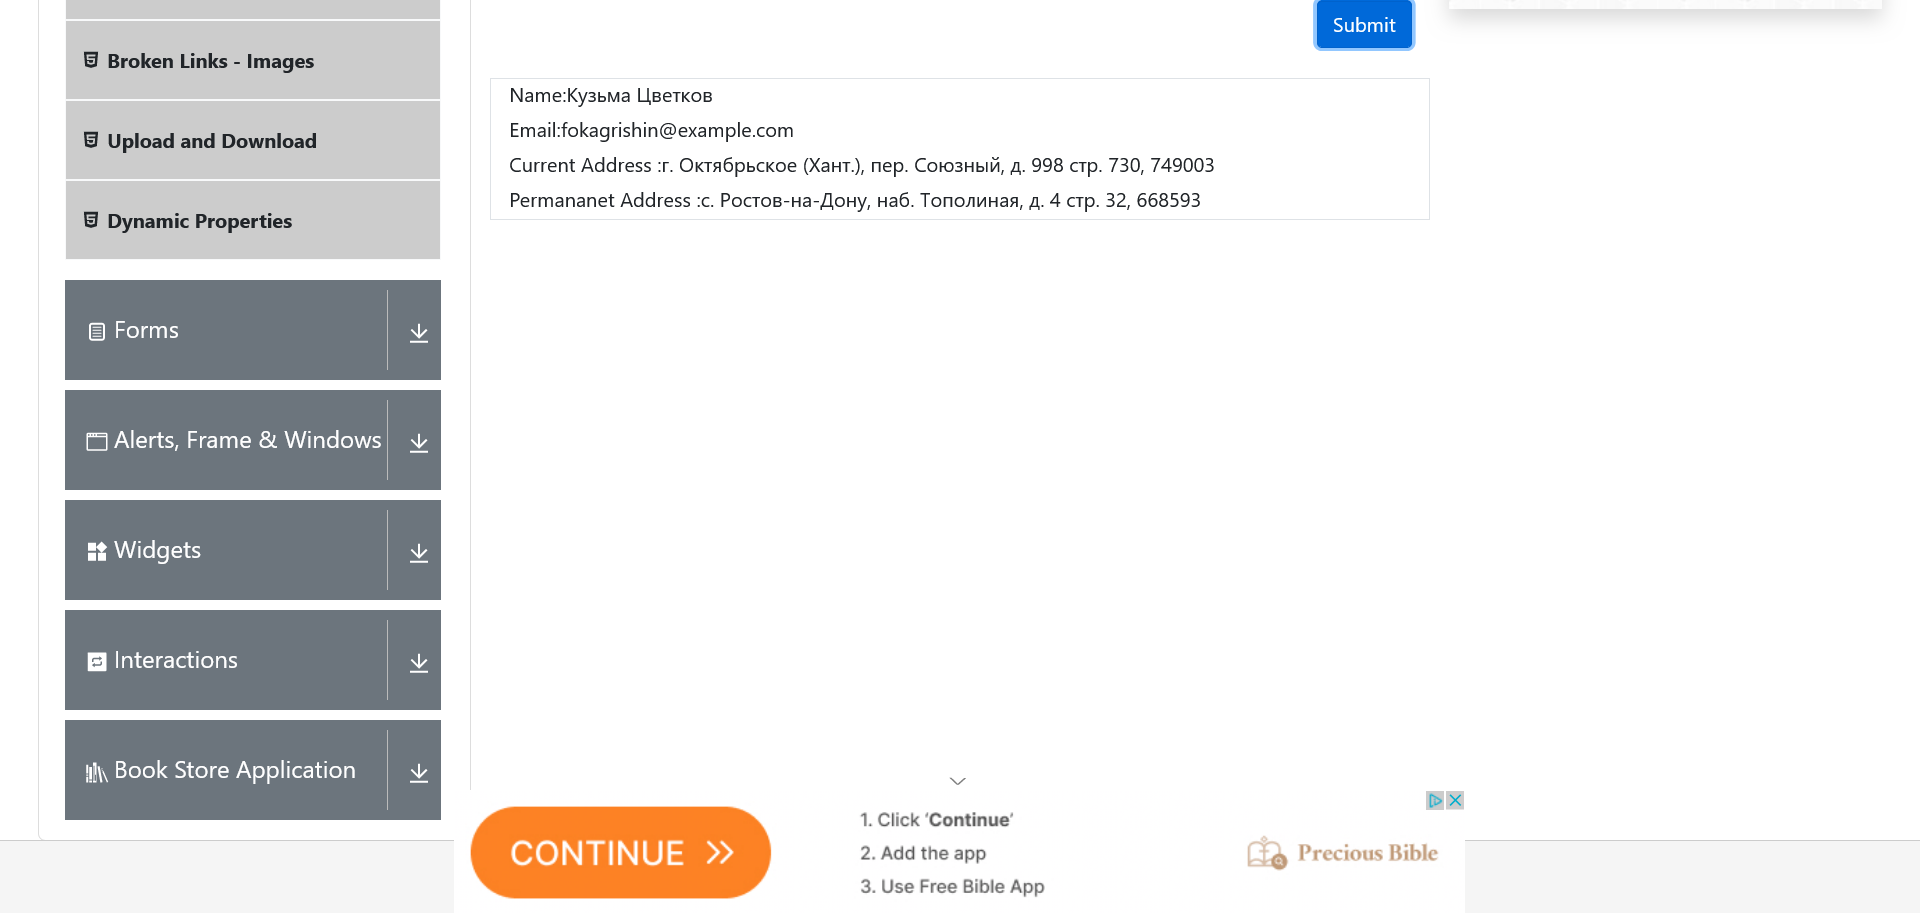 Broken Links - Images
Upload and Download
Dynamic Properties
Forms
Alerts, Frame & Windows
Widgets
Interactions
Book Store Application
Submit
Name:Кузьма Цветков
Email:fokagrishin@example.com
Current Address :г. Октябрьское (Хант.), пер. Союзный, д. 998 стр. 730, 749003
Permananet Address :с. Ростов-на-Дону, наб. Тополиная, д. 4 стр. 32, 668593
CONTINUE
1. Click ‘Continue’
2. Add the app
3. Use Free Bible App
Precious Bible